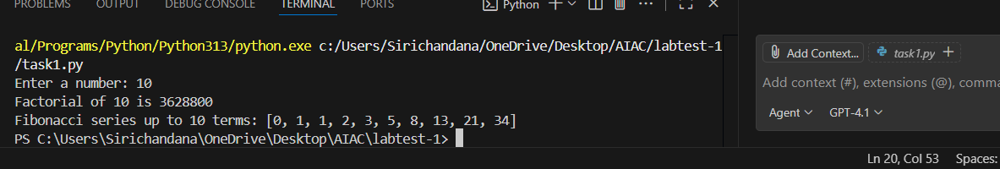 PROBLEMS OUTPUT DEBUG CONSOLE TERMINAL PORTS Python
al/Programs/Python/Python313/python.exe c:/Users/Sirichandana/OneDrive/Desktop/AIAC/labtest-1
/task1.py
Enter a number: 10
Factorial of 10 is 3628800
Fibonacci series up to 10 terms: [0, 1, 1, 2, 3, 5, 8, 13, 21, 34]
PS C:\Users\Sirichandana\OneDrive\Desktop\AIAC\labtest-1>
Add Context... task1.py
Add context (#), extensions (@), comma
Agent GPT-4.1
Ln 20, Col 53 Spaces: